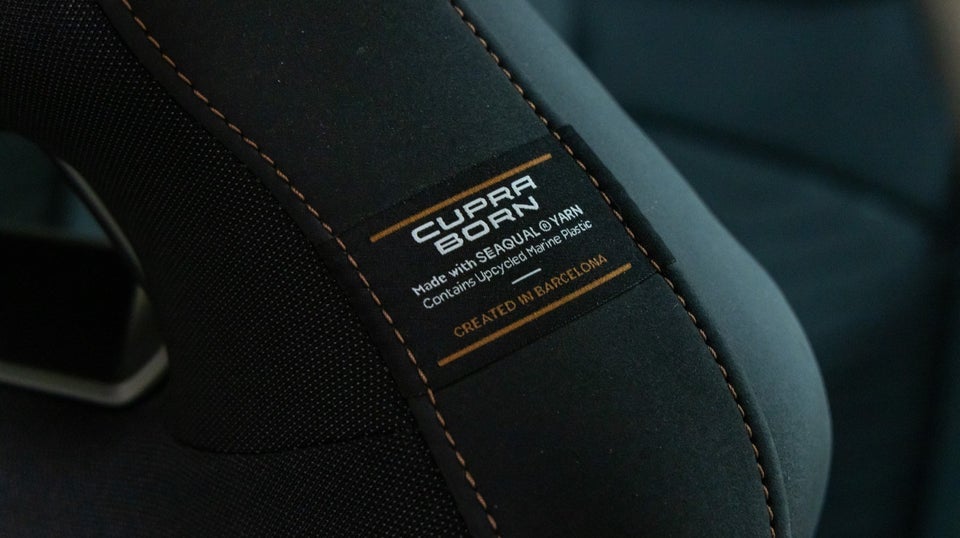 CUPRA
BORN
Made with SEAQUAL ® YARN
Contains Upcycled Marine Plastic
CREATED IN BARCELONA